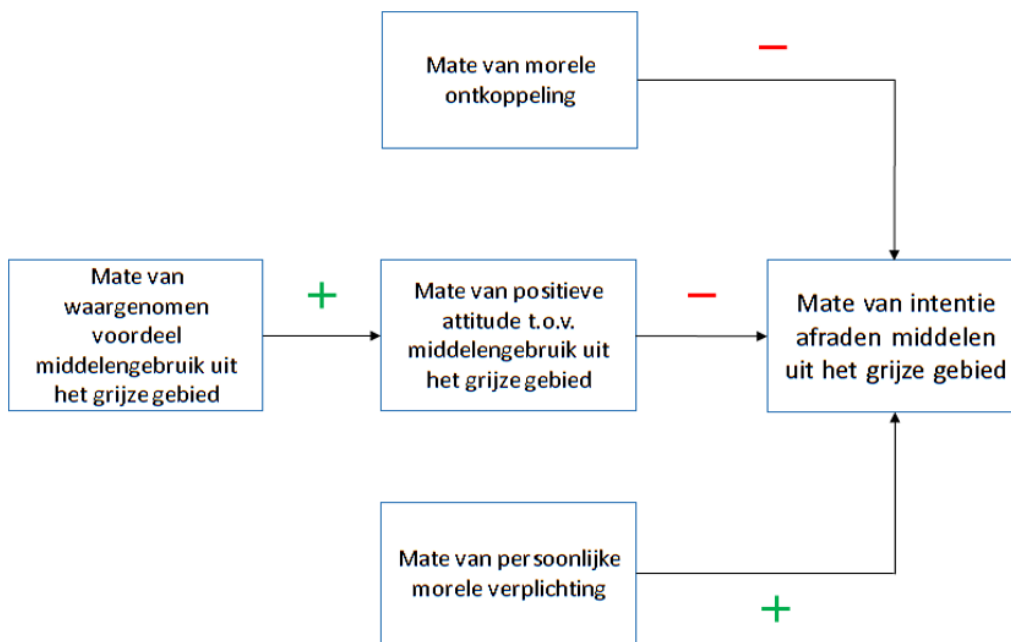 Mate van morele
ontkoppeling
−
Mate van
waargenomen
voordeel
middelengebruik uit
het grijze gebied
+
Mate van positieve
attitude t.o.v.
middelengebruik uit
het grijze gebied
−
Mate van intentie
afraden middelen
uit het grijze gebied
Mate van persoonlijke
morele verplichting
+